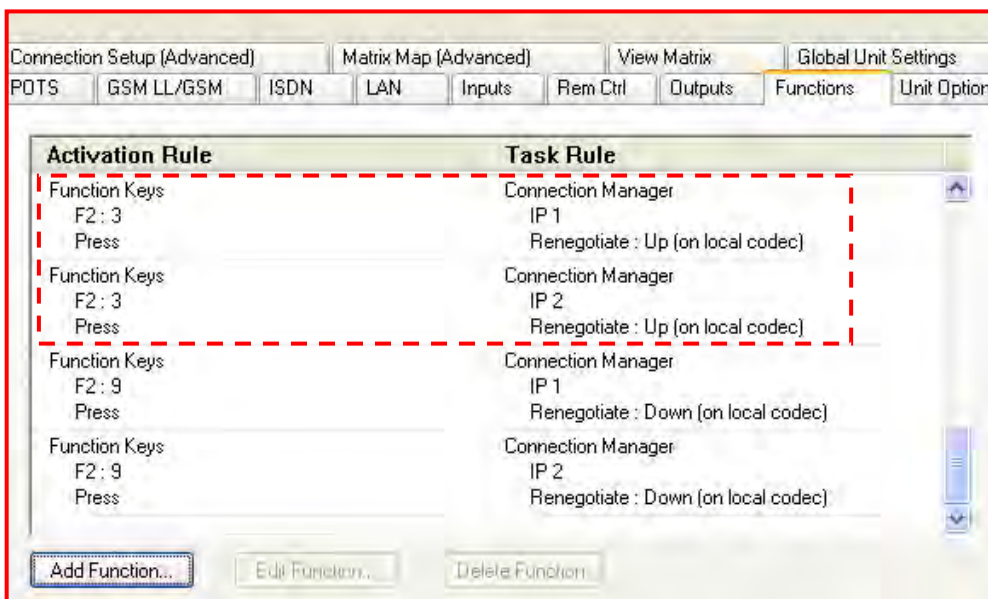 Connection Setup (Advanced) Matrix Map (Advanced) View Matrix Global Unit Settings
POTS GSM LL/GSM ISDN LAN Inputs Rem Ctrl Outputs Functions Unit Option
Activation Rule Task Rule
Function Keys Connection Manager
F2 : 3 IP 1
Press Renegotiate : Up (on local codec)
Function Keys Connection Manager
F2 : 3 IP 2
Press Renegotiate : Up (on local codec)
Function Keys Connection Manager
F2 : 9 IP 1
Press Renegotiate : Down (on local codec)
Function Keys Connection Manager
F2 : 9 IP 2
Press Renegotiate : Down (on local codec)
Add Function... Edit Function... Delete Function